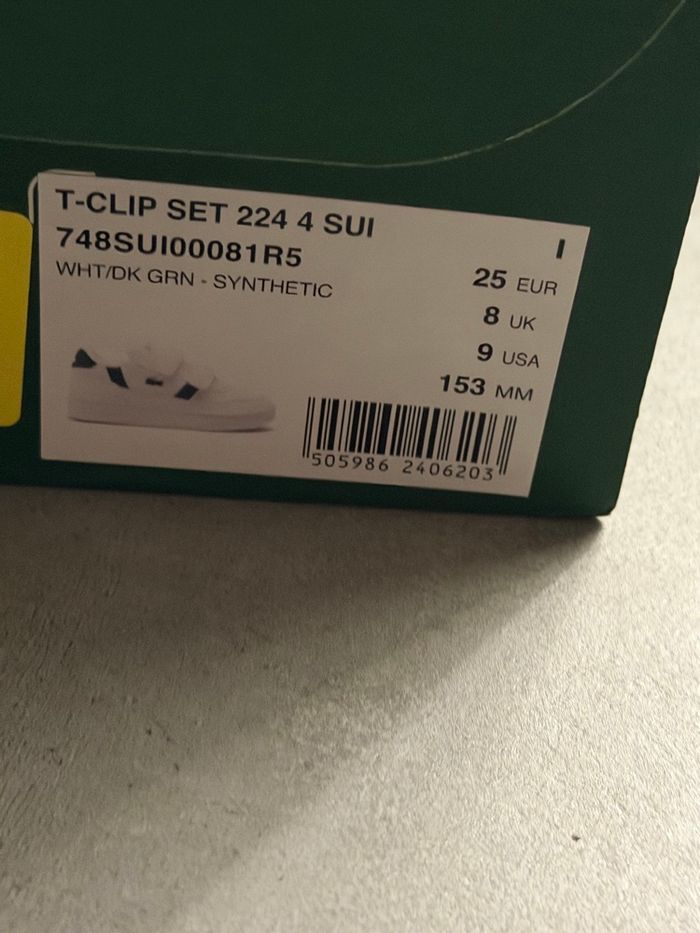 T-CLIP SET 224 4 SUI
748SUI00081R5
WHT/DK GRN - SYNTHETIC
I
25 EUR
8 UK
9 USA
153 MM
505986 2406203